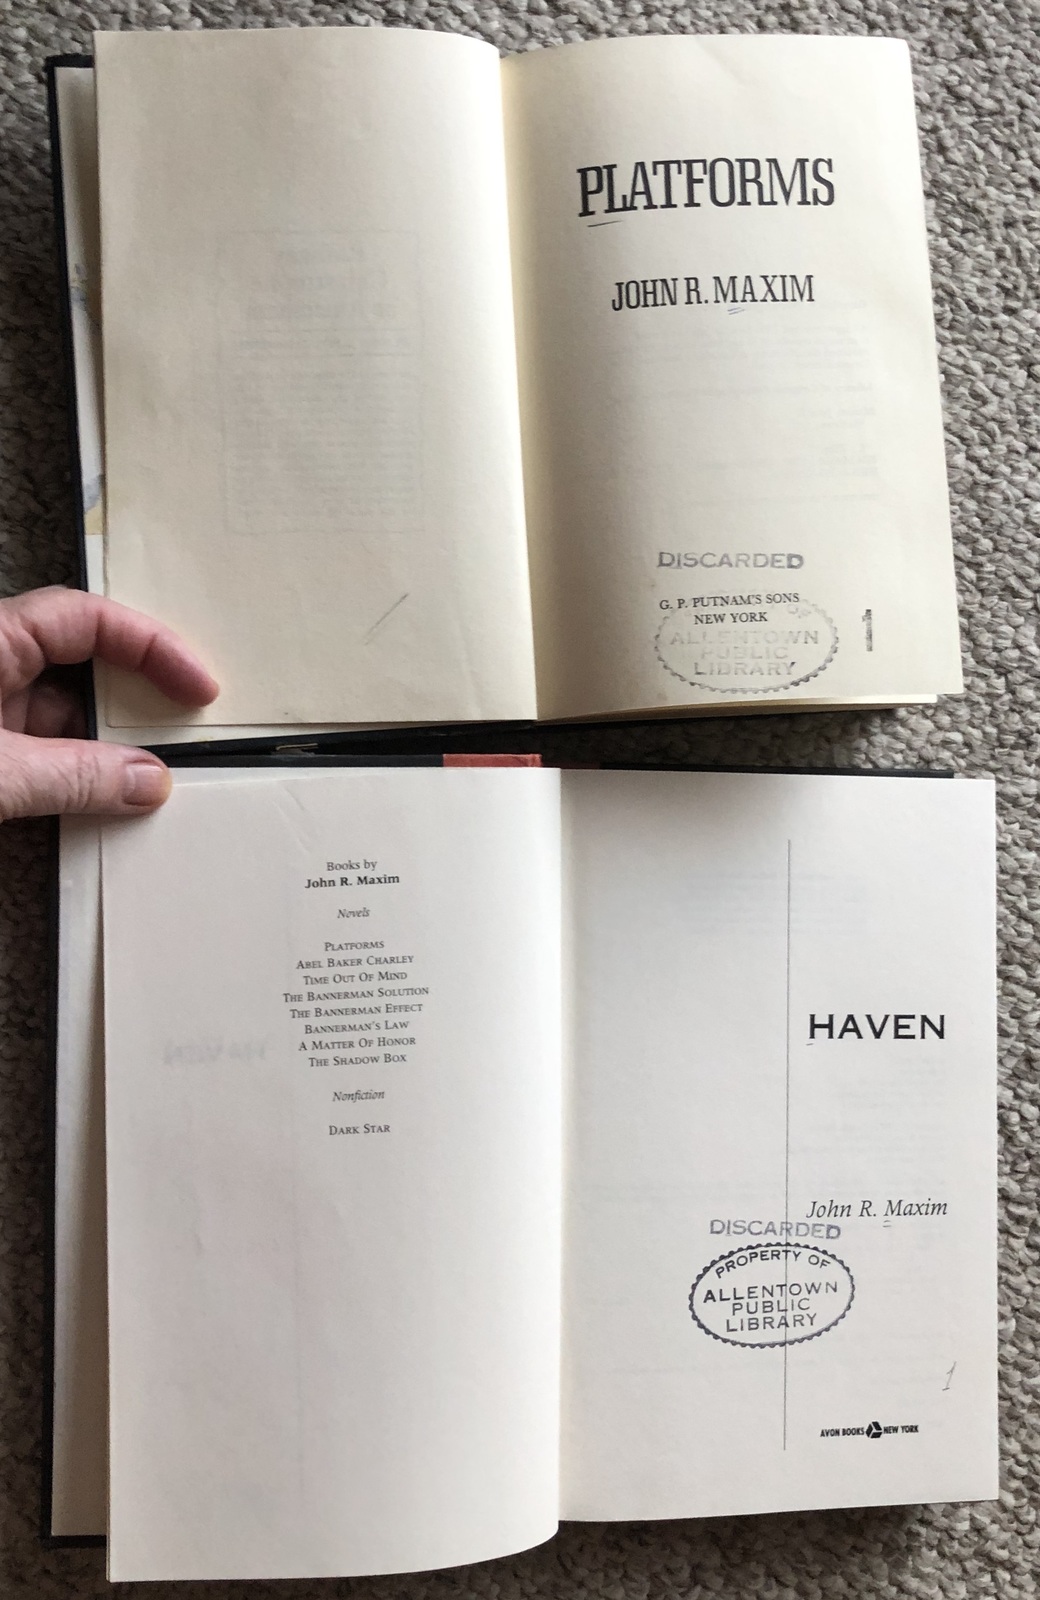 PLATFORMS
JOHN R. MAXIM
DISCARDED
G. P. PUTNAM'S SONS
NEW YORK
OF
ALLENTOWN
PUBLIC
LIBRARY
1
Books by
John R. Maxim
Novels
PLATFORMS
ABEL BAKER CHARLEY
TIME OUT OF MIND
THE BANNERMAN SOLUTION
THE BANNERMAN EFFECT
BANNERMAN'S LAW
A MATTER OF HONOR
THE SHADOW BOX
Nonfiction
DARK STAR
HAVEN
John R. Maxim
DISCARDED
PROPERTY OF
ALLENTOWN
PUBLIC
LIBRARY
1
AVON BOOKS NEW YORK